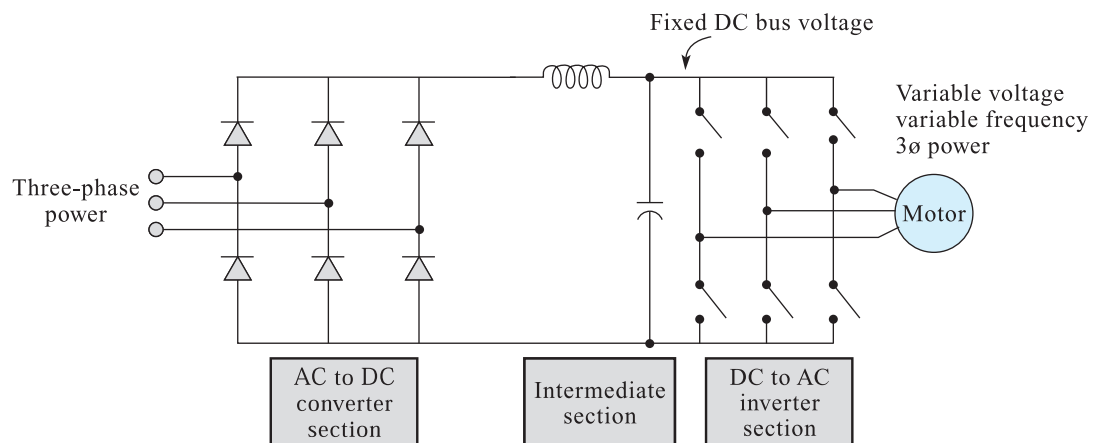 Fixed DC bus voltage
Variable voltage
variable frequency
3ø power
Three-phase
power
Motor
AC to DC
converter
section
Intermediate
section
DC to AC
inverter
section